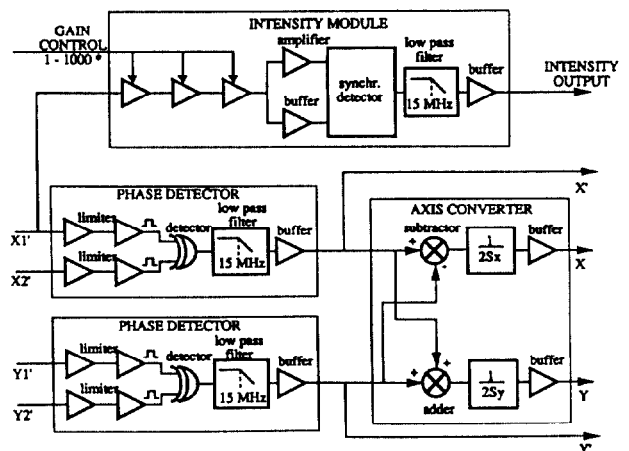 INTENSITY MODULE
GAIN
CONTROL
1 - 1000 *
amplifier
buffer
synchr.
detector
low pass
filter
15 MHz
buffer
INTENSITY
OUTPUT
X'
PHASE DETECTOR
X1'
X2'
limiter
limiter
detector
low pass
filter
15 MHz
buffer
AXIS CONVERTER
subtractor
+
-
1
2Sx
buffer
X
PHASE DETECTOR
Y1'
Y2'
limiter
limiter
detector
low pass
filter
15 MHz
buffer
+
+
adder
1
2Sy
buffer
Y
Y'